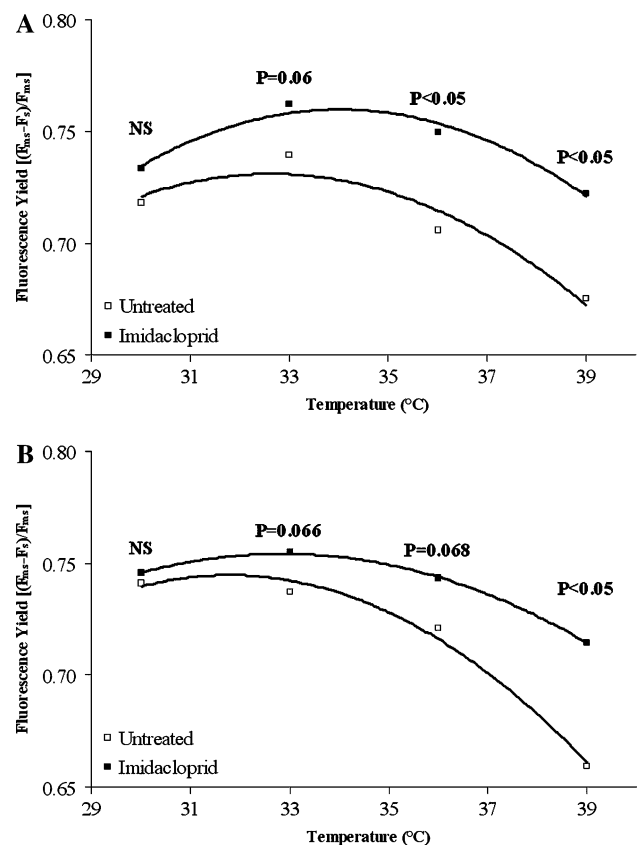 A
Fluorescence Yield [(Fms-Fs)/Fms]
0.80
0.75
0.70
0.65
NS
P=0.06
P<0.05
P<0.05
Untreated
Imidacloprid
29
31
33
35
37
39
Temperature (°C)
B
Fluorescence Yield [(Fms-Fs)/Fms]
0.80
0.75
0.70
0.65
NS
P=0.066
P=0.068
P<0.05
Untreated
Imidacloprid
29
31
33
35
37
39
Temperature (°C)